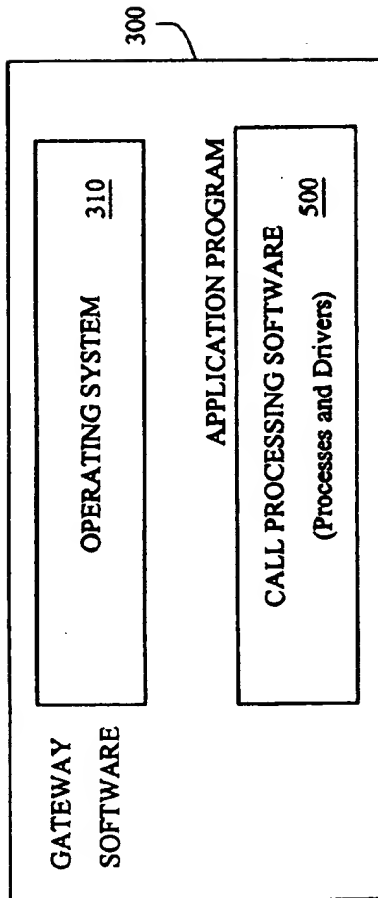 300
GATEWAY
SOFTWARE
OPERATING SYSTEM
310
APPLICATION PROGRAM
CALL PROCESSING SOFTWARE
500
(Processes and Drivers)